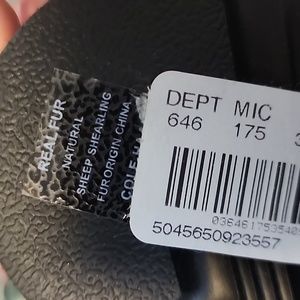 REAL FUR
NATURAL
SHEEP SHEARLING
FUR ORIGIN CHINA
DEPT MIC
646 175
5045650923557